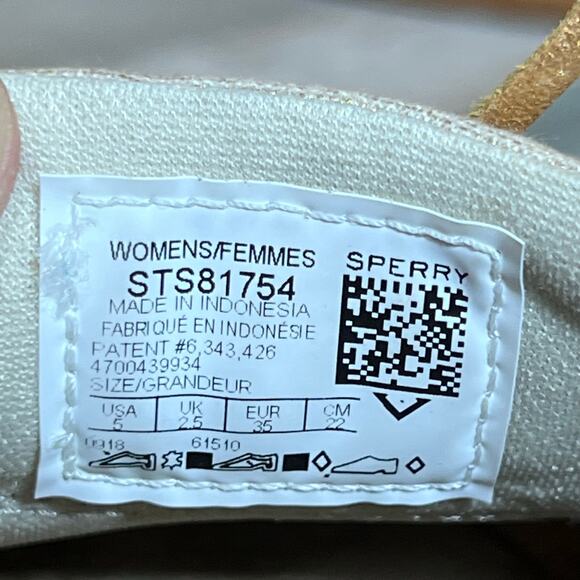 WOMENS/FEMMES
STS81754
MADE IN INDONESIA
FABRIQUÉ EN INDONÉSIE
PATENT #6,343,426
4700439934
SIZE/GRANDEUR
USA UK EUR CM
5 2.5 35 22
0918 61510
SPERRY